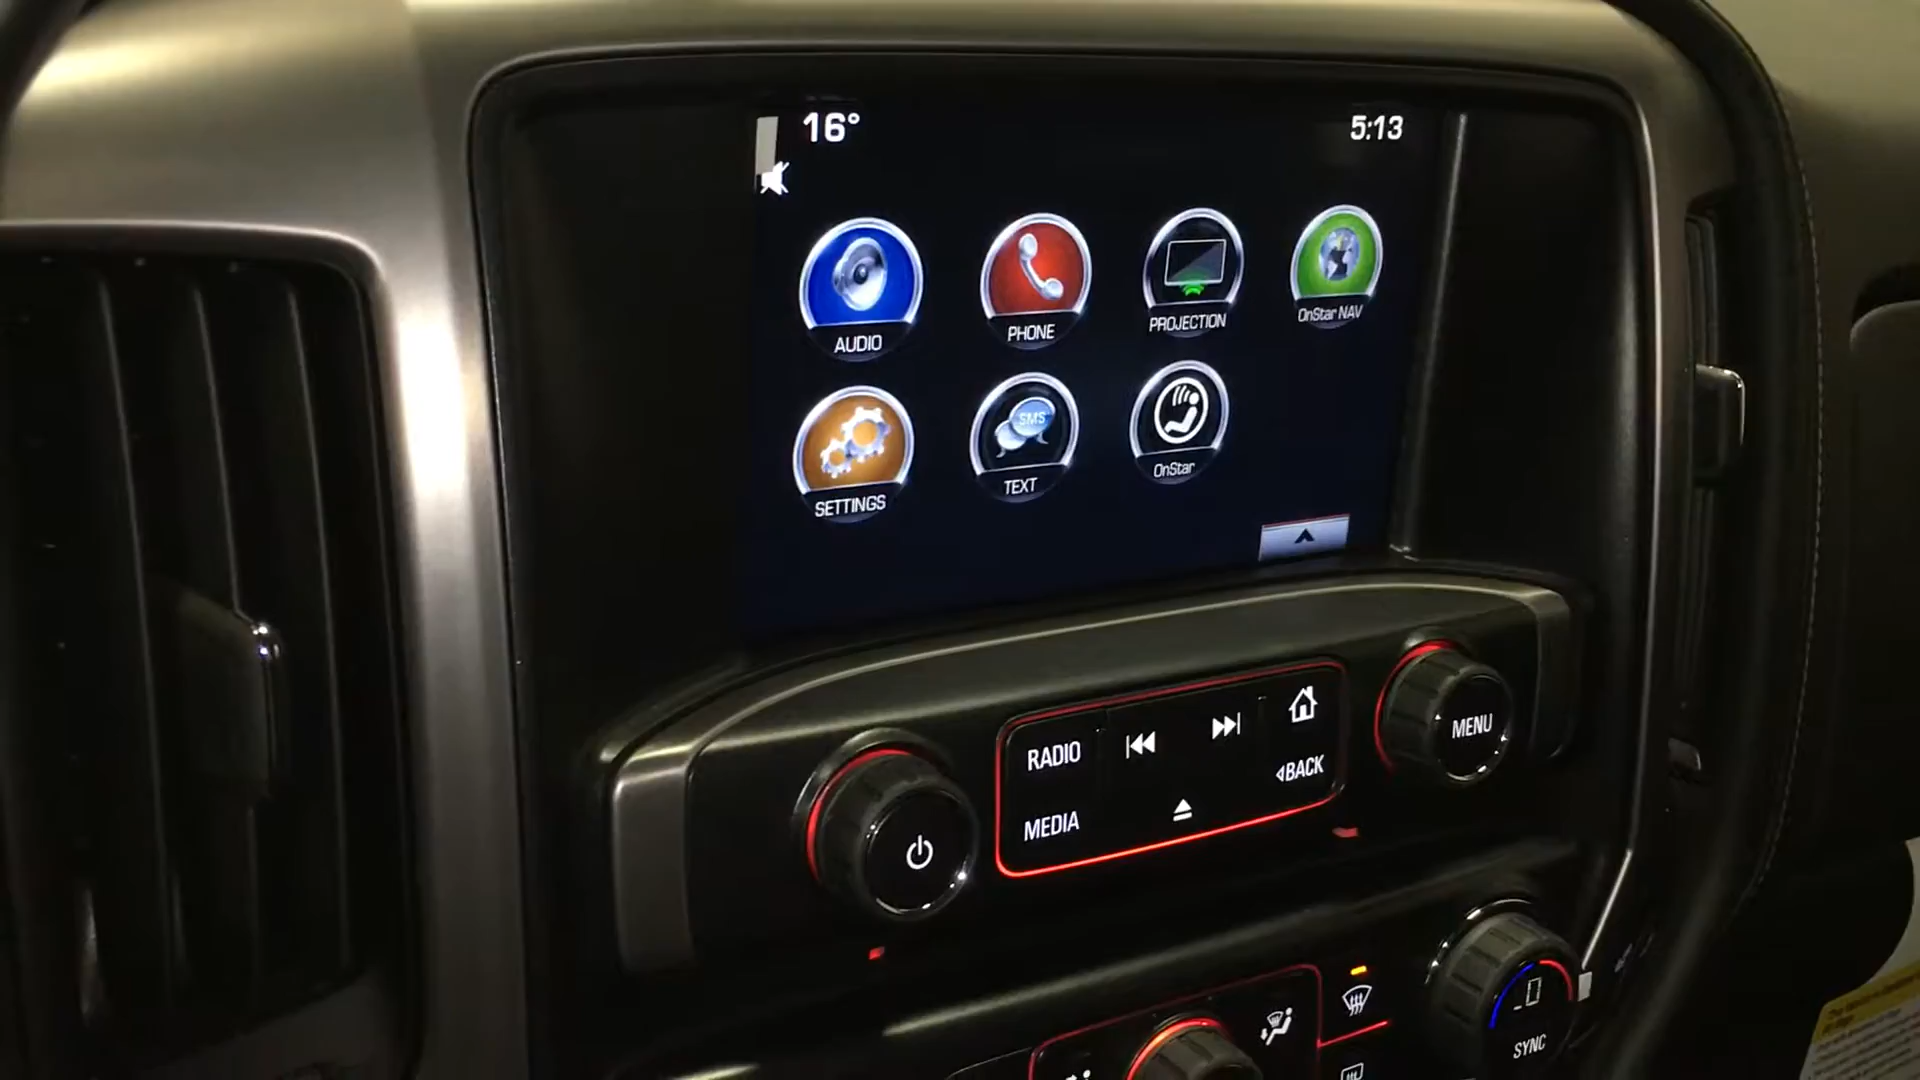 16°
5:13
AUDIO
PHONE
PROJECTION
OnStar NAV
SETTINGS
SMS
TEXT
OnStar
RADIO
MENU
BACK
MEDIA
SYNC